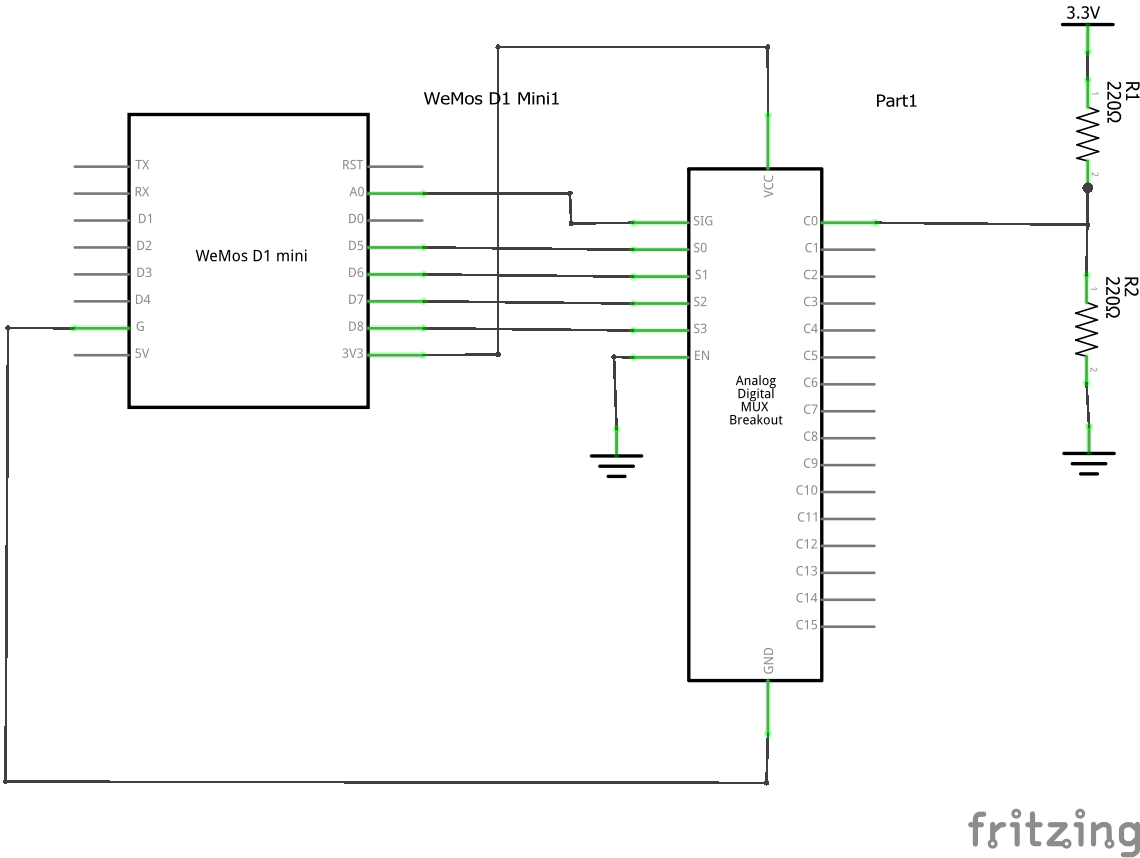 3.3V
R1
220Ω
1
2
WeMos D1 Mini1
Part1
TX
RX
D1
D2
D3
D4
G
5V
WeMos D1 mini
RST
A0
D0
D5
D6
D7
D8
3V3
VCC
SIG
S0
S1
S2
S3
EN
Analog
Digital
MUX
Breakout
C0
C1
C2
C3
C4
C5
C6
C7
C8
C9
C10
C11
C12
C13
C14
C15
GND
R2
220Ω
1
2
fritzing